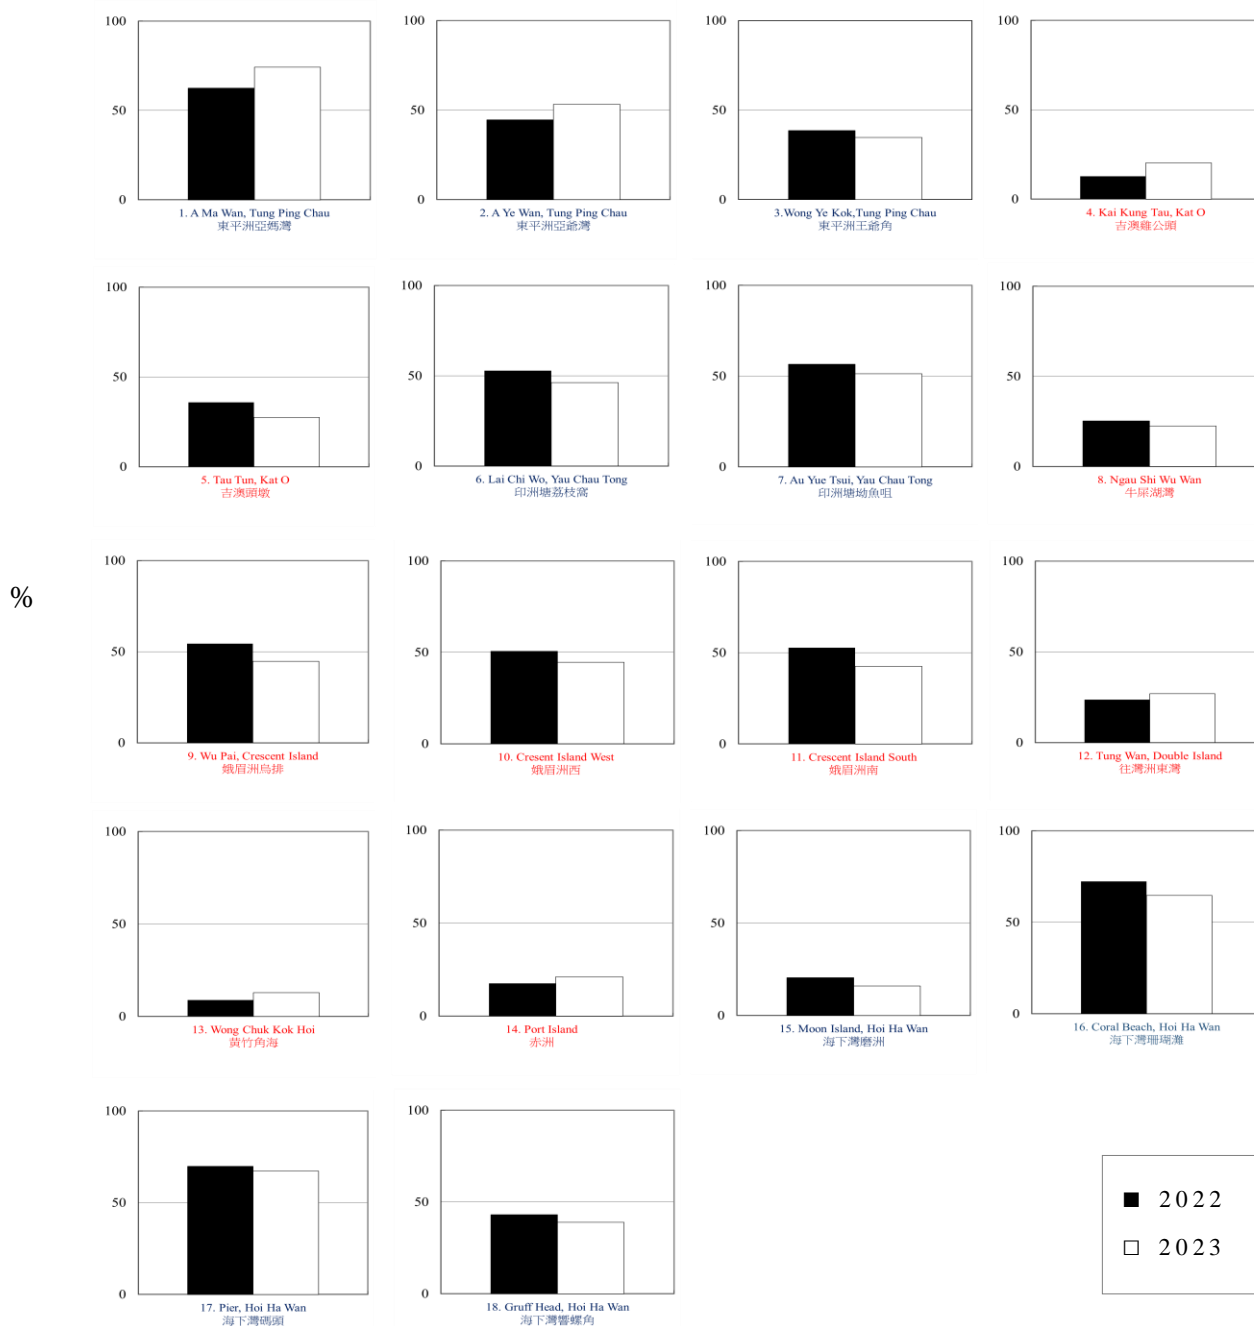 100
50
0
1. A Ma Wan, Tung Ping Chau
東平洲亞媽灣
100
50
0
2. A Ye Wan, Tung Ping Chau
東平洲亞爺灣
100
50
0
3.Wong Ye Kok,Tung Ping Chau
東平洲王爺角
100
50
0
4. Kai Kung Tau, Kat O
吉澳雞公頭
100
50
0
5. Tau Tun, Kat O
吉澳頭墩
100
50
0
6. Lai Chi Wo, Yau Chau Tong
印洲塘荔枝窩
100
50
0
7. Au Yue Tsui, Yau Chau Tong
印洲塘坳魚咀
100
50
0
8. Ngau Shi Wu Wan
牛屎湖灣
%
100
50
0
9. Wu Pai, Crescent Island
娥眉洲烏排
100
50
0
10. Cresent Island West
娥眉洲西
100
50
0
11. Crescent Island South
娥眉洲南
100
50
0
12. Tung Wan, Double Island
往灣洲東灣
100
50
0
13. Wong Chuk Kok Hoi
黃竹角海
100
50
0
14. Port Island
赤洲
100
50
0
15. Moon Island, Hoi Ha Wan
海下灣磨洲
100
50
0
16. Coral Beach, Hoi Ha Wan
海下灣珊瑚灘
100
50
0
17. Pier, Hoi Ha Wan
海下灣碼頭
100
50
0
18. Gruff Head, Hoi Ha Wan
海下灣響螺角
2022
2023